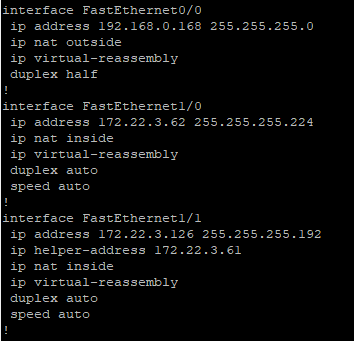 interface FastEthernet0/0
 ip address 192.168.0.168 255.255.255.0
 ip nat outside
 ip virtual-reassembly
 duplex half
!
interface FastEthernet1/0
 ip address 172.22.3.62 255.255.255.224
 ip nat inside
 ip virtual-reassembly
 duplex auto
 speed auto
!
interface FastEthernet1/1
 ip address 172.22.3.126 255.255.255.192
 ip helper-address 172.22.3.61
 ip nat inside
 ip virtual-reassembly
 duplex auto
 speed auto
!